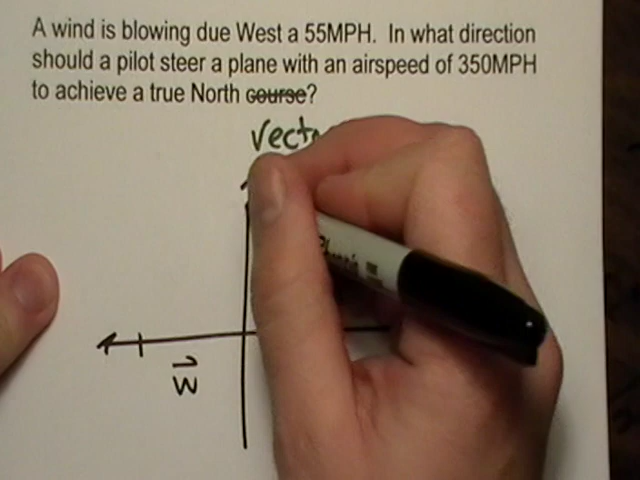 A wind is blowing due West a 55MPH. In what direction
should a pilot steer a plane with an airspeed of 350MPH
to achieve a true North course?